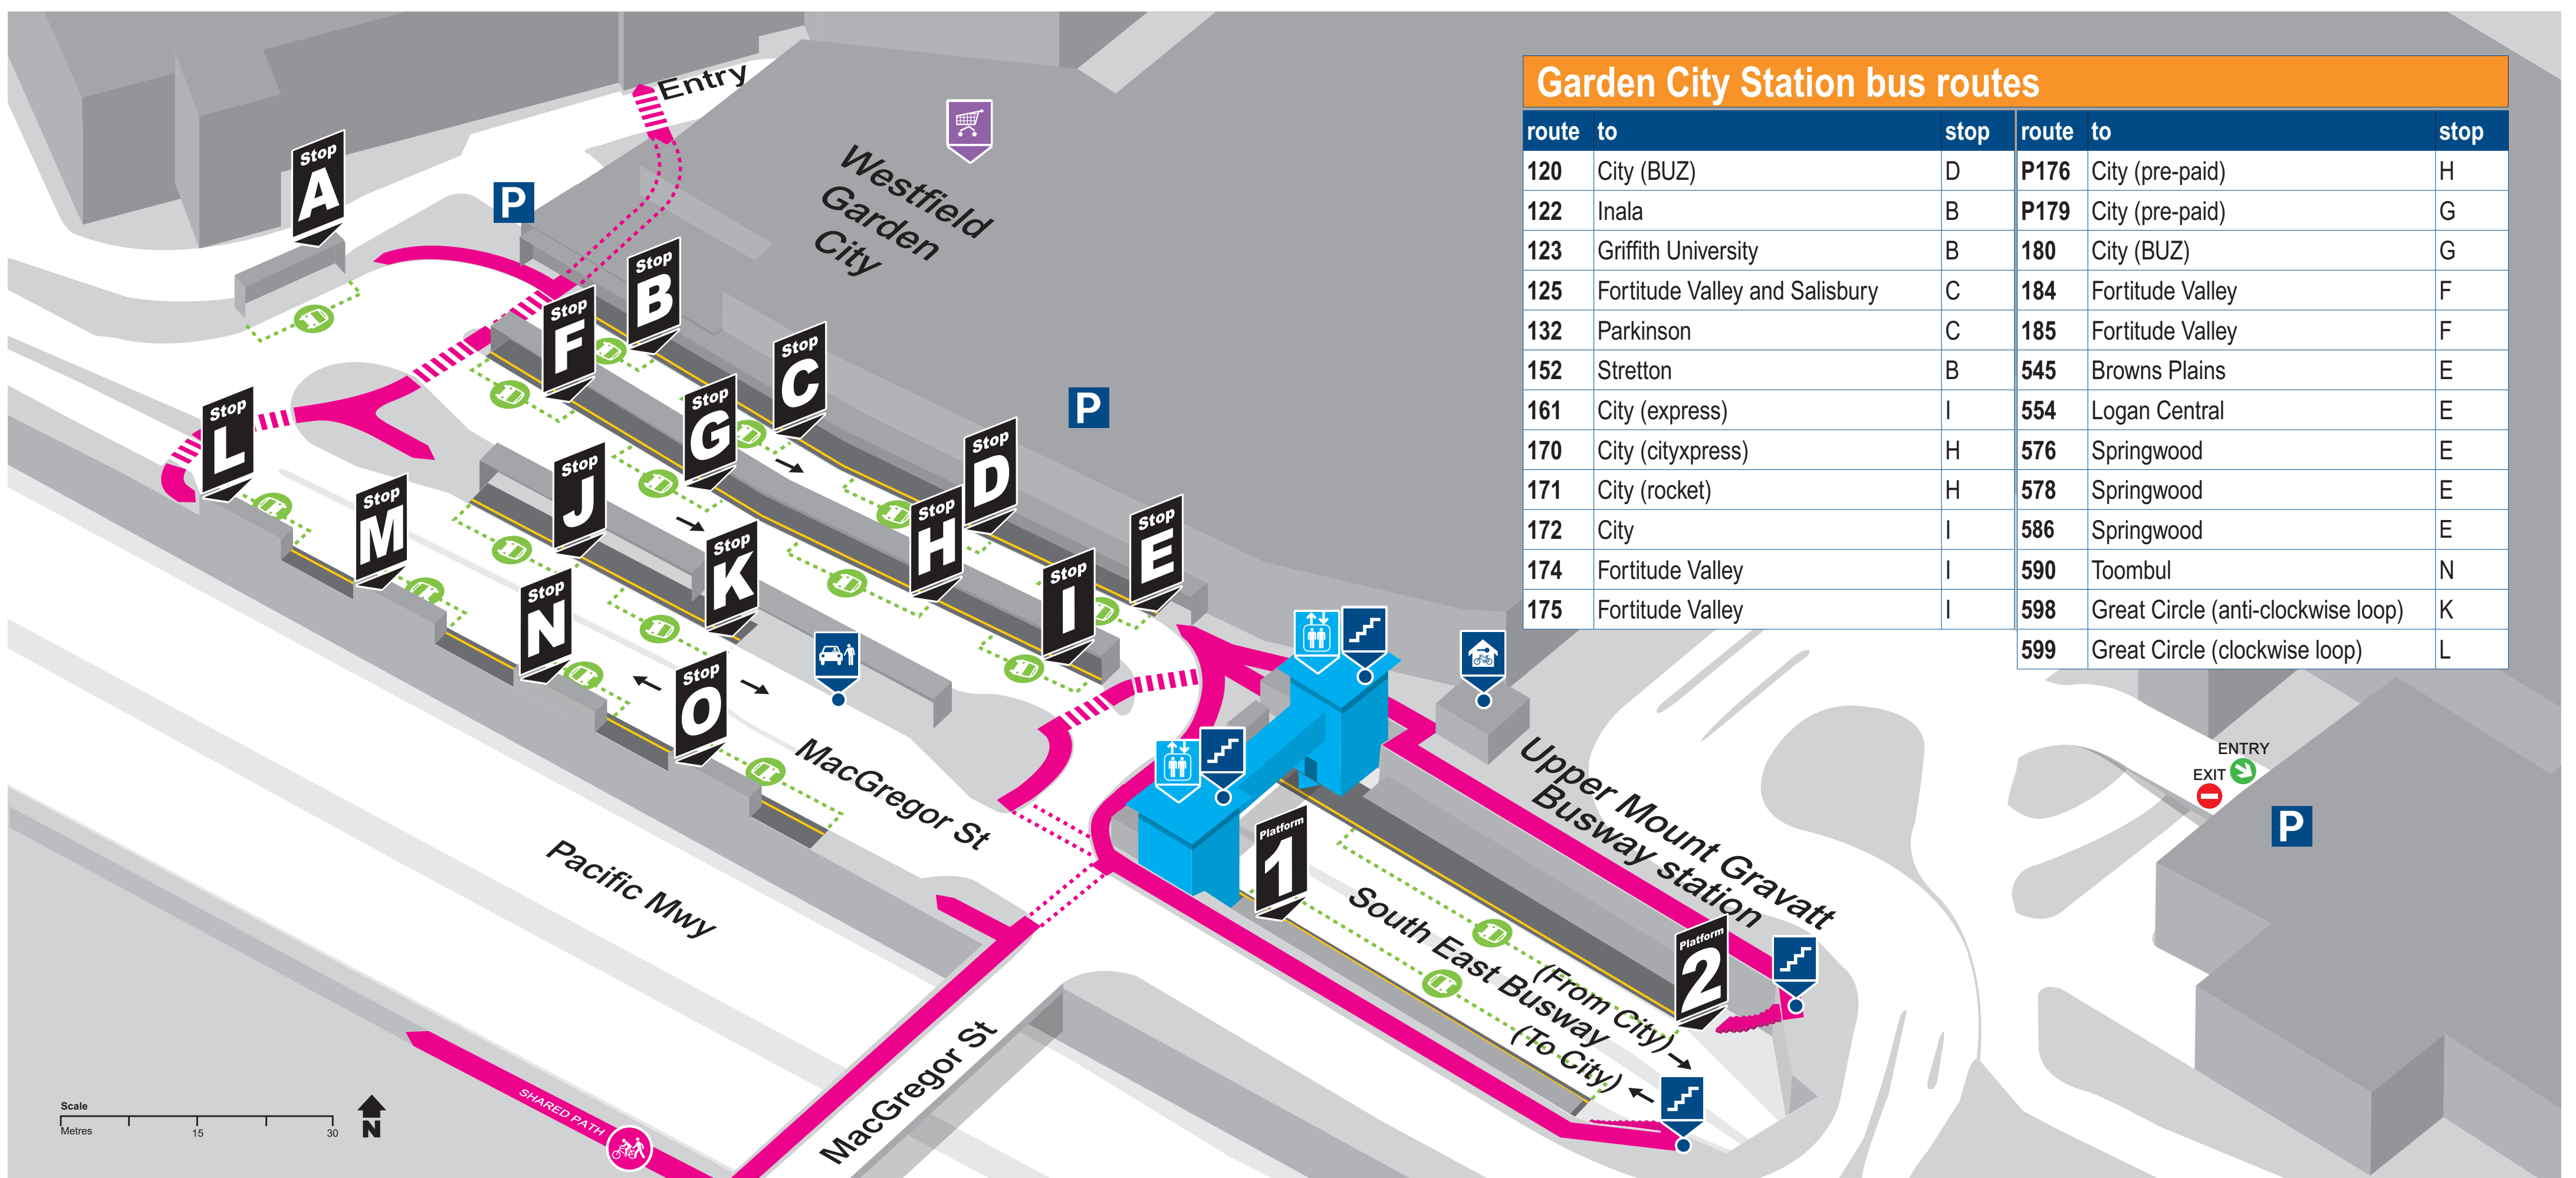 Entry
Stop
A
P
Westfield
Garden
City
Stop
B
Stop
F
Stop
C
P
Stop
G
Stop
L
Stop
D
Stop
J
Stop
M
Stop
H
Stop
E
Stop
K
Stop
I
Stop
N
Stop
O
MacGregor St
Pacific Mwy
Platform
1
Upper Mount Gravatt
Busway station
South East Busway
(From City)
(To City)
Platform
2
MacGregor St
SHARED PATH
Scale
Metres 15 30
N
ENTRY
EXIT
P
Garden City Station bus routes
route to stop route to stop
120 City (BUZ) D P176 City (pre-paid) H
122 Inala B P179 City (pre-paid) G
123 Griffith University B 180 City (BUZ) G
125 Fortitude Valley and Salisbury C 184 Fortitude Valley F
132 Parkinson C 185 Fortitude Valley F
152 Stretton B 545 Browns Plains E
161 City (express) I 554 Logan Central E
170 City (cityxpress) H 576 Springwood E
171 City (rocket) H 578 Springwood E
172 City I 586 Springwood E
174 Fortitude Valley I 590 Toombul N
175 Fortitude Valley I 598 Great Circle (anti-clockwise loop) K
599 Great Circle (clockwise loop) L